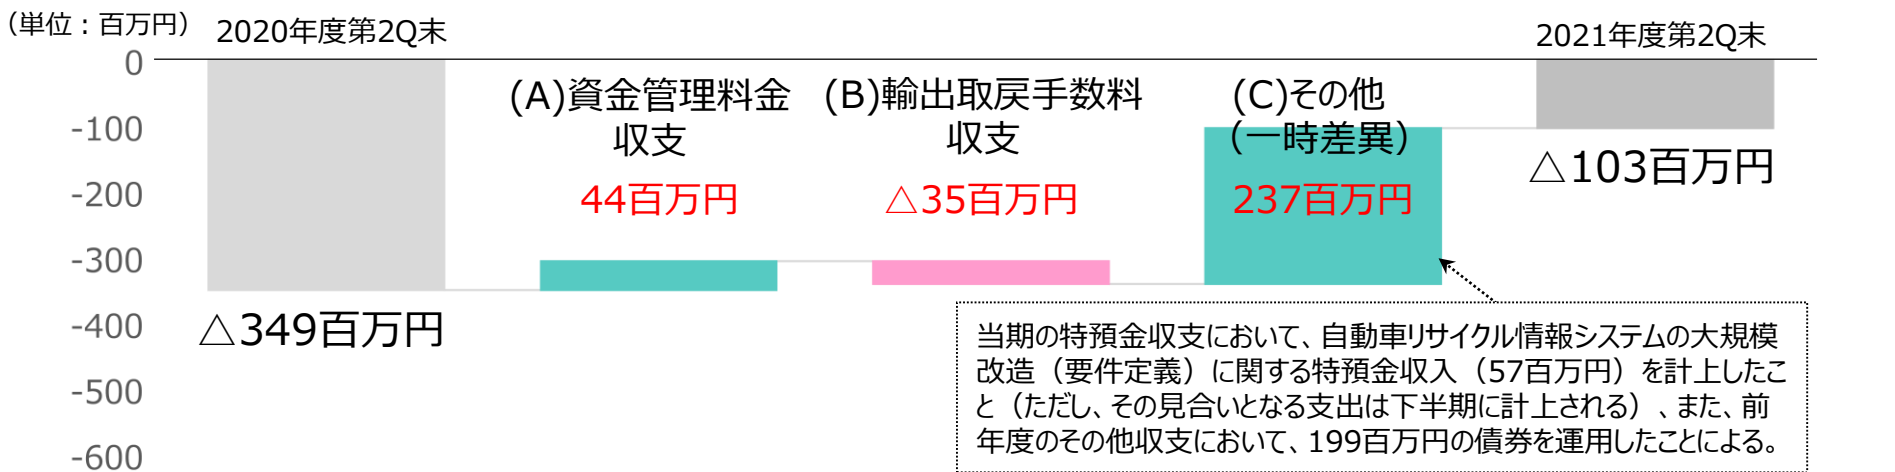 （単位：百万円）
2020年度第2Q末
2021年度第2Q末
0
-100
-200
-300
-400
-500
-600
(A)資金管理料金
収支
44百万円
(B)輸出取戻手数料
収支
△35百万円
(C)その他
（一時差異）
237百万円
△349百万円
△103百万円
当期の特預金収支において、自動車リサイクル情報システムの大規模
改造（要件定義）に関する特預金収入（57百万円）を計上したこ
と（ただし、その見合いとなる支出は下半期に計上される）、また、前
年度のその他収支において、199百万円の債券を運用したことによる。